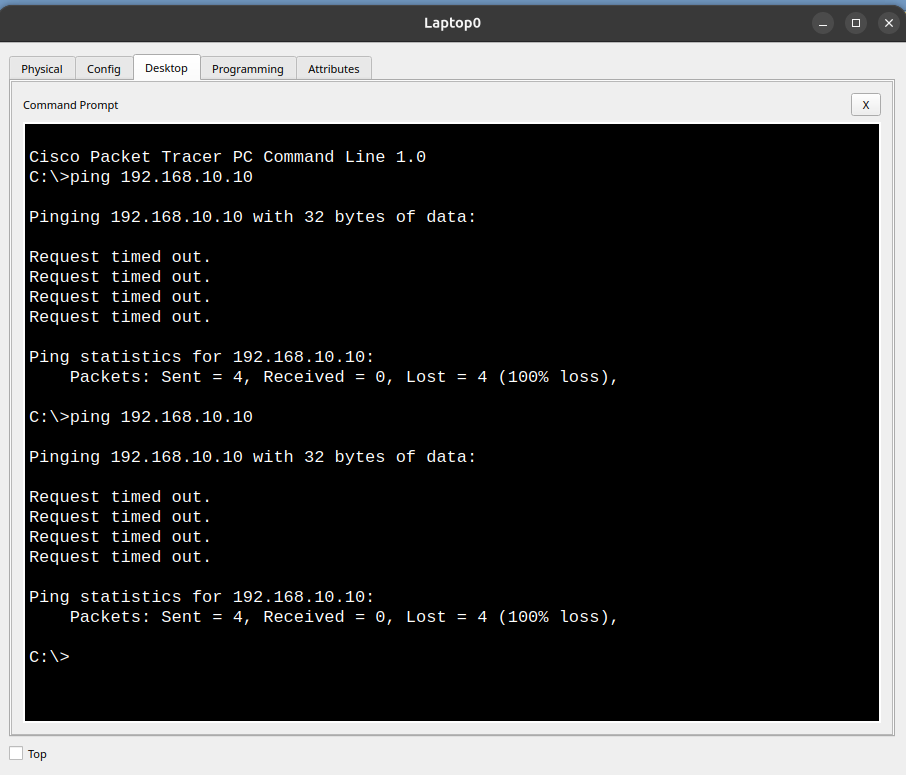 Laptop0
Physical Config Desktop Programming Attributes
Command Prompt
X
Cisco Packet Tracer PC Command Line 1.0
C:\>ping 192.168.10.10
Pinging 192.168.10.10 with 32 bytes of data:
Request timed out.
Request timed out.
Request timed out.
Request timed out.
Ping statistics for 192.168.10.10:
    Packets: Sent = 4, Received = 0, Lost = 4 (100% loss),
C:\>ping 192.168.10.10
Pinging 192.168.10.10 with 32 bytes of data:
Request timed out.
Request timed out.
Request timed out.
Request timed out.
Ping statistics for 192.168.10.10:
    Packets: Sent = 4, Received = 0, Lost = 4 (100% loss),
C:\>
Top